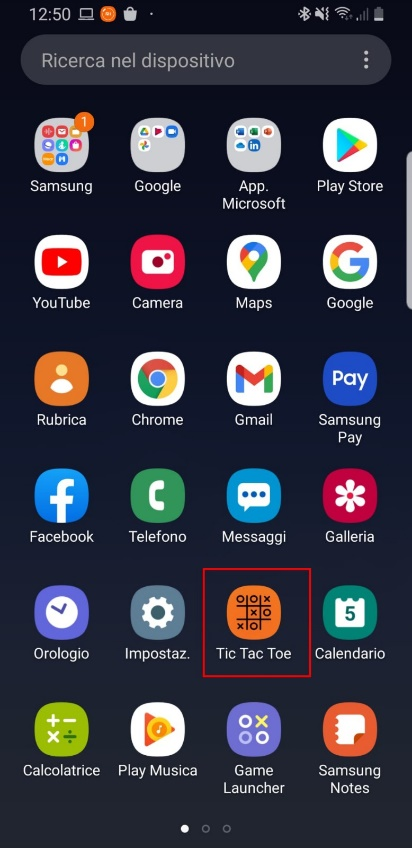 12:50
Ricerca nel dispositivo
1
Samsung
Google
App.
Microsoft
Play Store
YouTube
Camera
Maps
Google
Rubrica
Chrome
Gmail
Pay
Samsung
Pay
Facebook
Telefono
Messaggi
Galleria
5
Orologio
Impostaz.
Tic Tac Toe
Calendario
Calcolatrice
Play Musica
Game
Launcher
Samsung
Notes